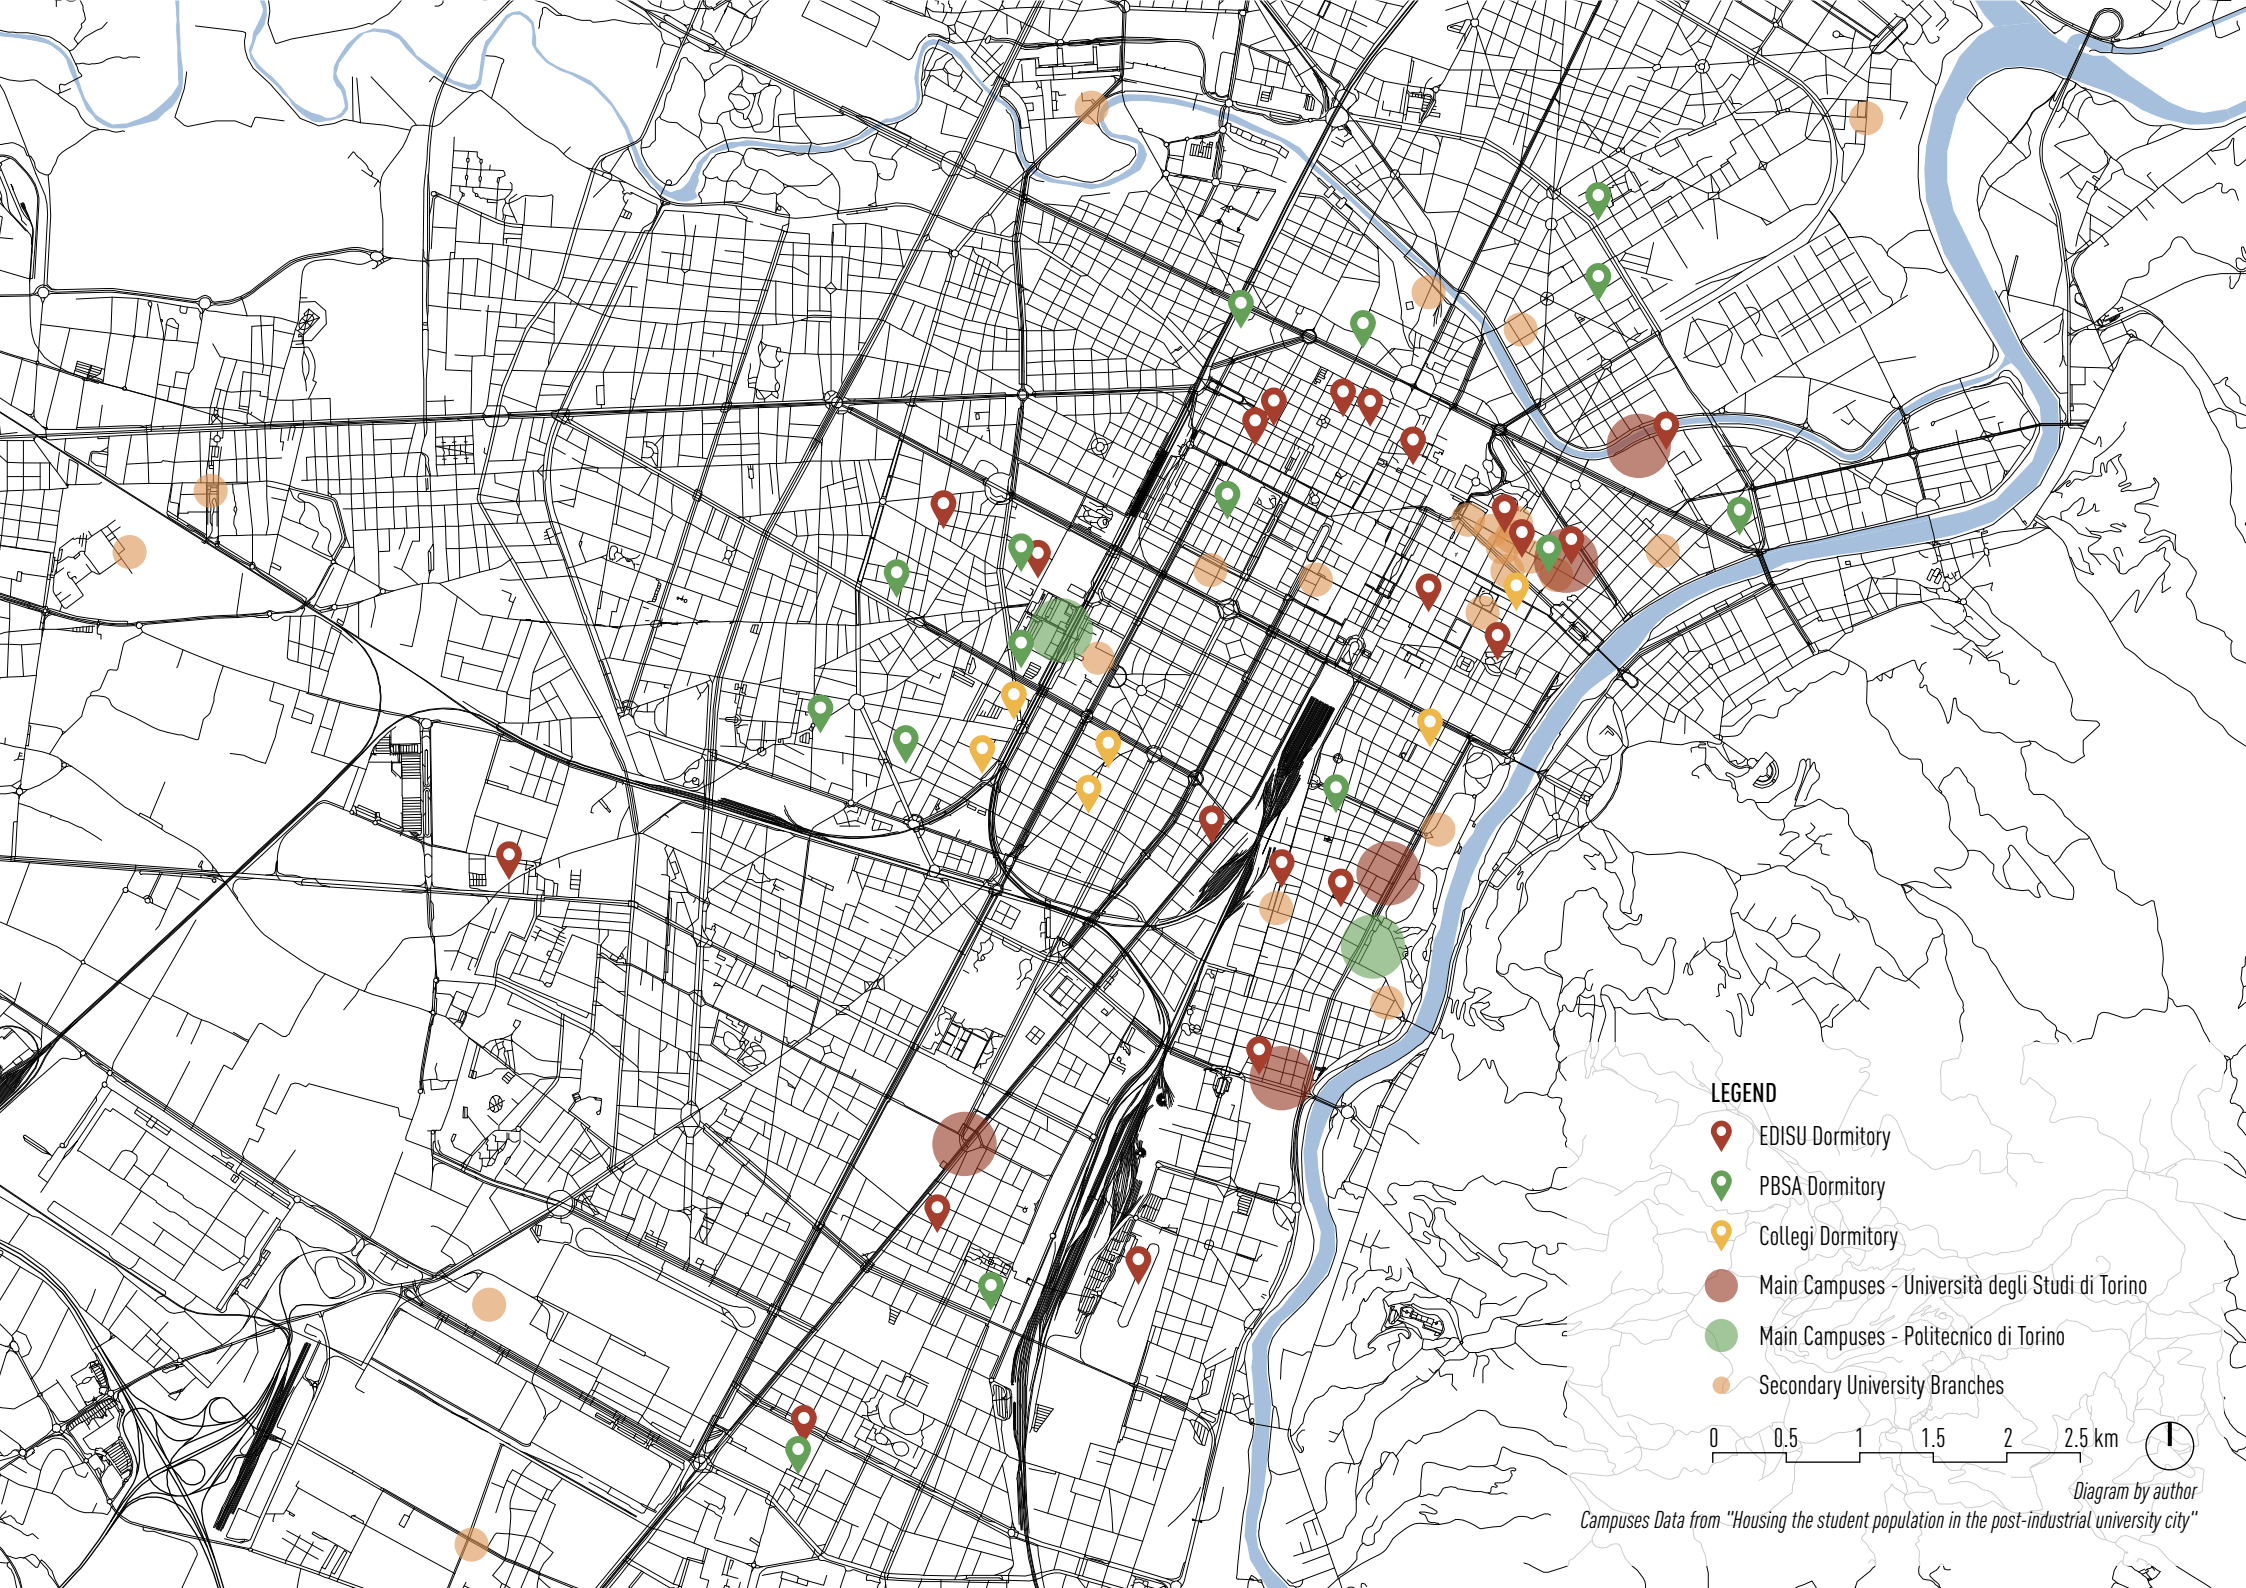 LEGEND
EDISU Dormitory
PBSA Dormitory
Collegi Dormitory
Main Campuses - Università degli Studi di Torino
Main Campuses - Politecnico di Torino
Secondary University Branches
0 0.5 1 1.5 2 2.5 km
Diagram by author
Campuses Data from "Housing the student population in the post-industrial university city"